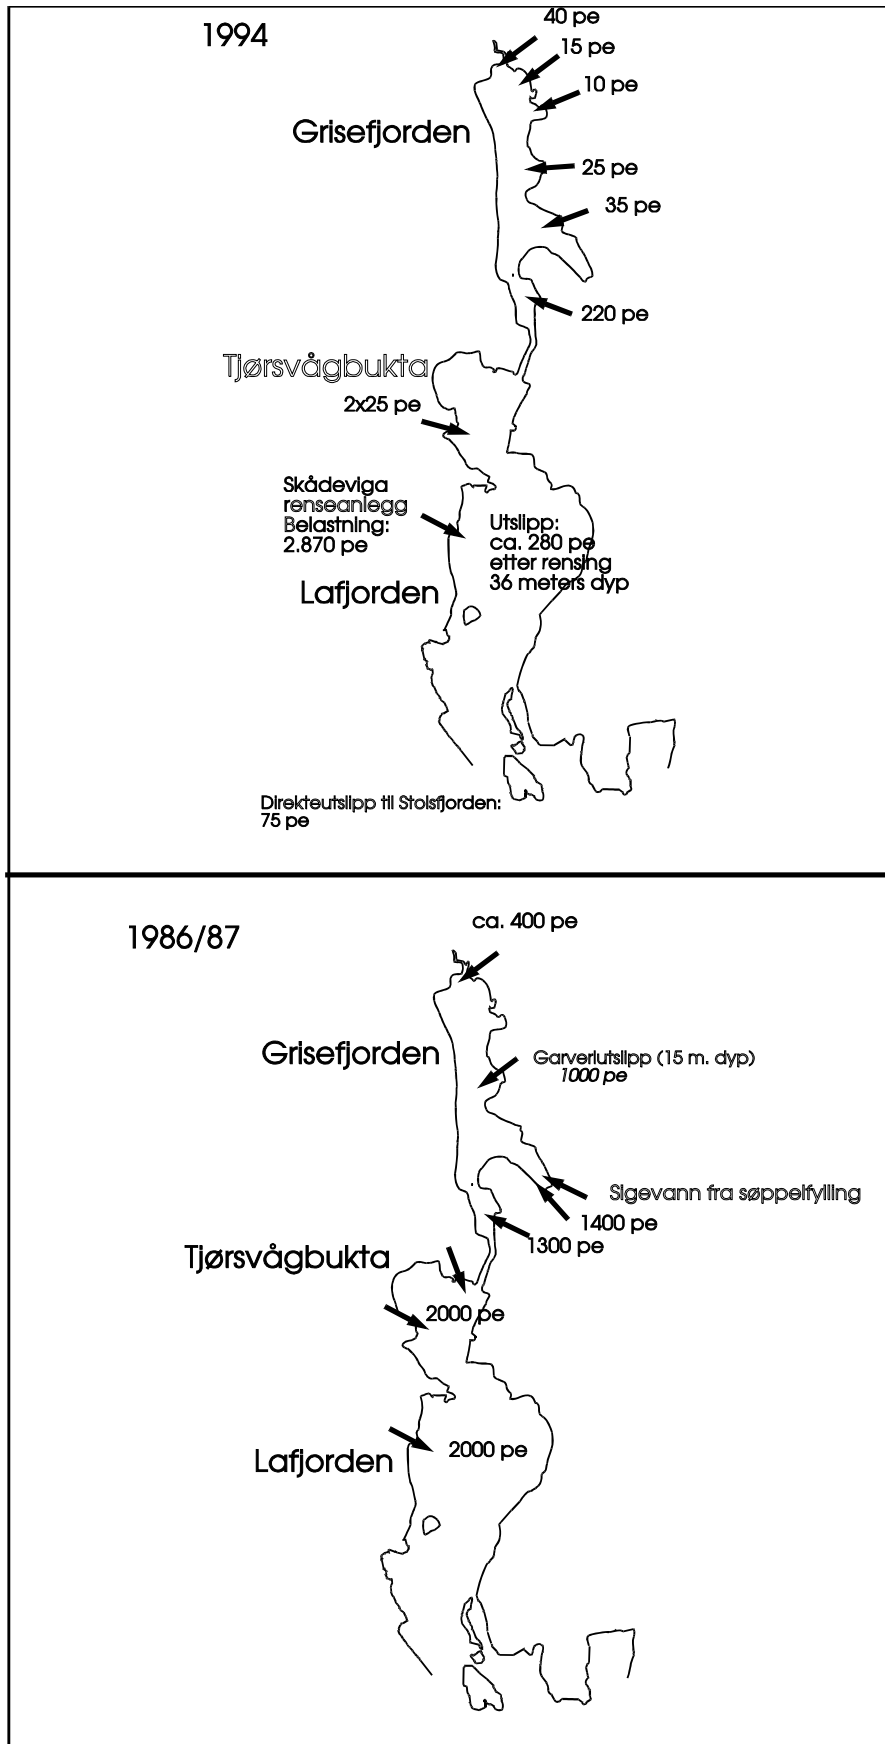 1994
40 pe
15 pe
10 pe
Grisefjorden
25 pe
35 pe
220 pe
Tjørsvågbukta
2x25 pe
Skådeviga
renseanlegg
Belastning:
2.870 pe
Utslipp:
ca. 280 pe
etter rensing
36 meters dyp
Lafjorden
Direkteutslipp til Stolsfjorden:
75 pe
1986/87
ca. 400 pe
Grisefjorden
Garveriutslipp (15 m. dyp)
1000 pe
Sigevann fra søppelfylling
1400 pe
1300 pe
Tjørsvågbukta
2000 pe
Lafjorden
2000 pe